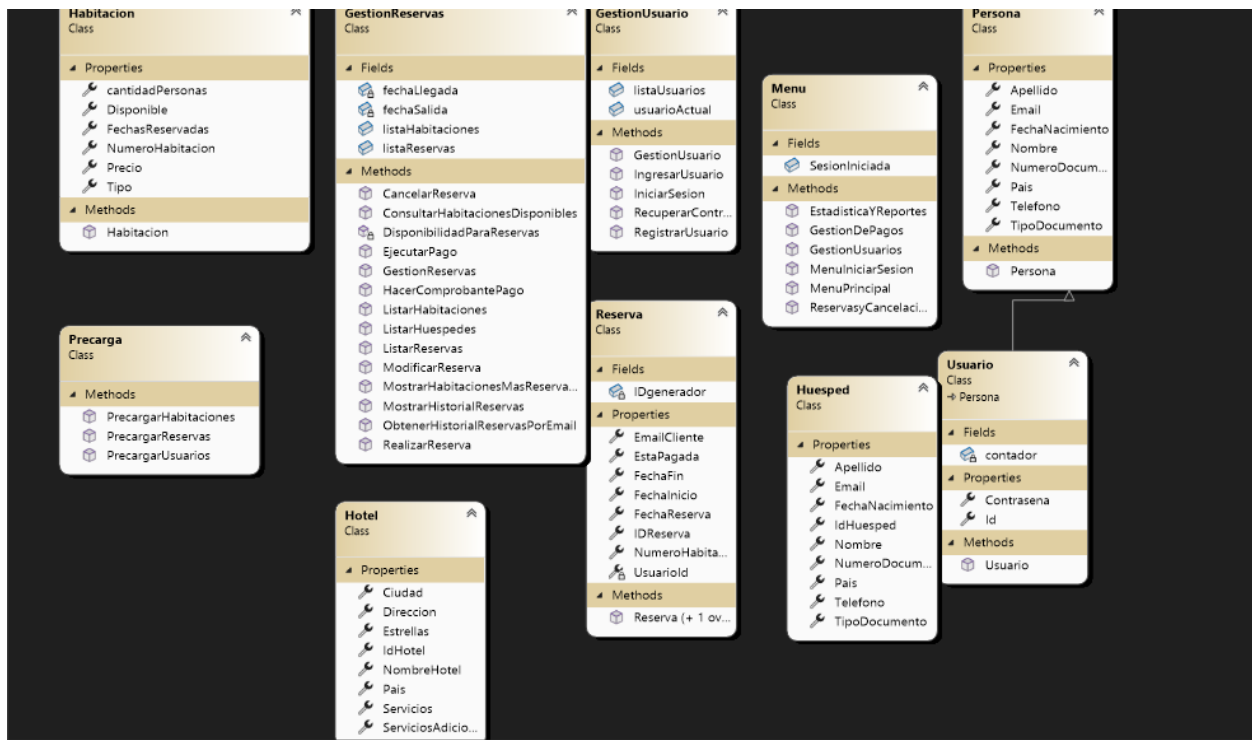 Habitacion
Class
Properties
cantidadPersonas
Disponible
FechasReservadas
NumeroHabitacion
Precio
Tipo
Methods
Habitacion
GestionReservas
Class
Fields
fechaLlegada
fechaSalida
listaHabitaciones
listaReservas
Methods
CancelarReserva
ConsultarHabitacionesDisponibles
DisponibilidadParaReservas
EjecutarPago
GestionReservas
HacerComprobantePago
ListarHabitaciones
ListarHuespedes
ListarReservas
ModificarReserva
MostrarHabitacionesMasReserva...
MostrarHistorialReservas
ObtenerHistorialReservasPorEmail
RealizarReserva
GestionUsuario
Class
Fields
listaUsuarios
usuarioActual
Methods
GestionUsuario
IngresarUsuario
IniciarSesion
RecuperarContr...
RegistrarUsuario
Menu
Class
Fields
SesionIniciada
Methods
EstadisticaYReportes
GestionDePagos
GestionUsuarios
MenuIniciarSesion
MenuPrincipal
ReservasyCancelaci...
Persona
Class
Properties
Apellido
Email
FechaNacimiento
Nombre
NumeroDocum...
Pais
Telefono
TipoDocumento
Methods
Persona
Precarga
Class
Methods
PrecargarHabitaciones
PrecargarReservas
PrecargarUsuarios
Hotel
Class
Properties
Ciudad
Direccion
Estrellas
IdHotel
NombreHotel
Pais
Servicios
ServiciosAdicio...
Reserva
Class
Fields
IDgenerador
Properties
EmailCliente
EstaPagada
FechaFin
FechaInicio
FechaReserva
IDReserva
NumeroHabita...
UsuarioId
Methods
Reserva (+ 1 ov...
Huesped
Class
Properties
Apellido
Email
FechaNacimiento
IdHuesped
Nombre
NumeroDocum...
Pais
Telefono
TipoDocumento
Usuario
Class
Persona
Fields
contador
Properties
Contrasena
Id
Methods
Usuario